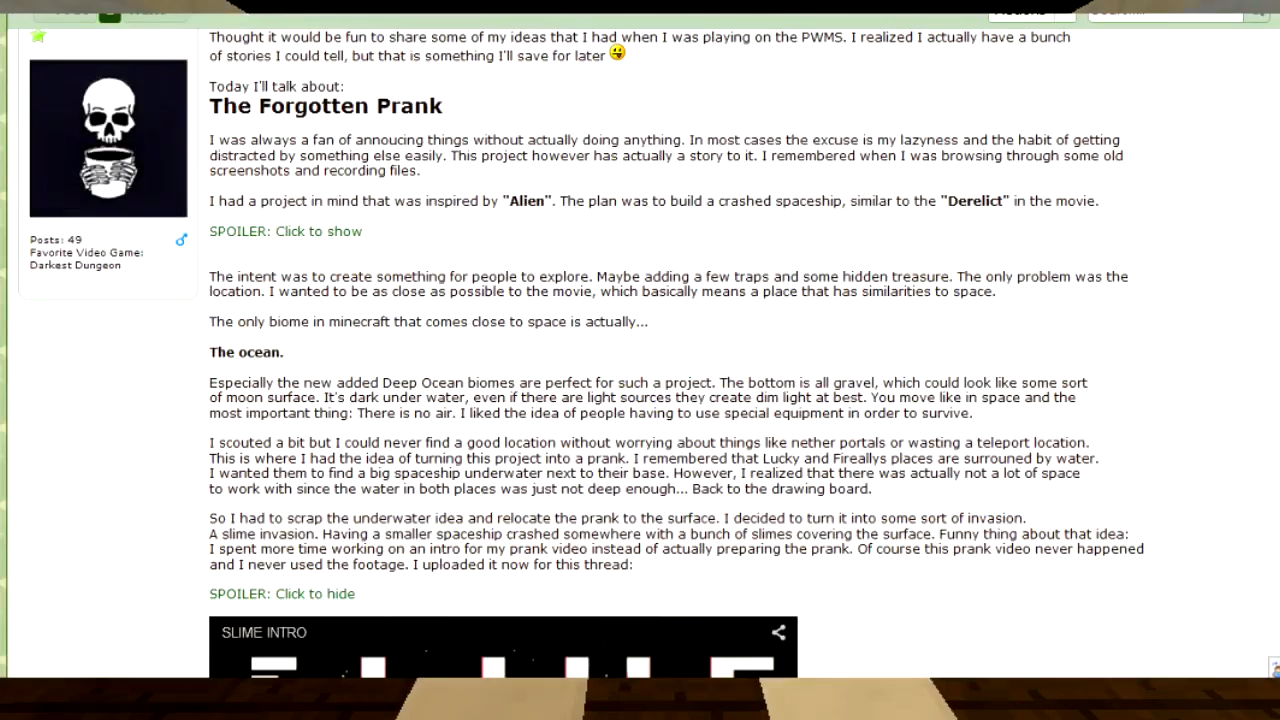 Thought it would be fun to share some of my ideas that I had when I was playing on the PWMS. I realized I actually have a bunch
of stories I could tell, but that is something I'll save for later
Today I'll talk about:
The Forgotten Prank
I was always a fan of annoucing things without actually doing anything. In most cases the excuse is my lazyness and the habit of getting
distracted by something else easily. This project however has actually a story to it. I remembered when I was browsing through some old
screenshots and recording files.
I had a project in mind that was inspired by "Alien". The plan was to build a crashed spaceship, similar to the "Derelict" in the movie.
Posts: 49
Favorite Video Game:
Darkest Dungeon
SPOILER: Click to show
The intent was to create something for people to explore. Maybe adding a few traps and some hidden treasure. The only problem was the
location. I wanted to be as close as possible to the movie, which basically means a place that has similarities to space.
The only biome in minecraft that comes close to space is actually...
The ocean.
Especially the new added Deep Ocean biomes are perfect for such a project. The bottom is all gravel, which could look like some sort
of moon surface. It's dark under water, even if there are light sources they create dim light at best. You move like in space and the
most important thing: There is no air. I liked the idea of people having to use special equipment in order to survive.
I scouted a bit but I could never find a good location without worrying about things like nether portals or wasting a teleport location.
This is where I had the idea of turning this project into a prank. I remembered that Lucky and Fireallys places are surrouned by water.
I wanted them to find a big spaceship underwater next to their base. However, I realized that there was actually not a lot of space
to work with since the water in both places was just not deep enough... Back to the drawing board.
So I had to scrap the underwater idea and relocate the prank to the surface. I decided to turn it into some sort of invasion.
A slime invasion. Having a smaller spaceship crashed somewhere with a bunch of slimes covering the surface. Funny thing about that idea:
I spent more time working on an intro for my prank video instead of actually preparing the prank. Of course this prank video never happened
and I never used the footage. I uploaded it now for this thread:
SPOILER: Click to hide
SLIME INTRO